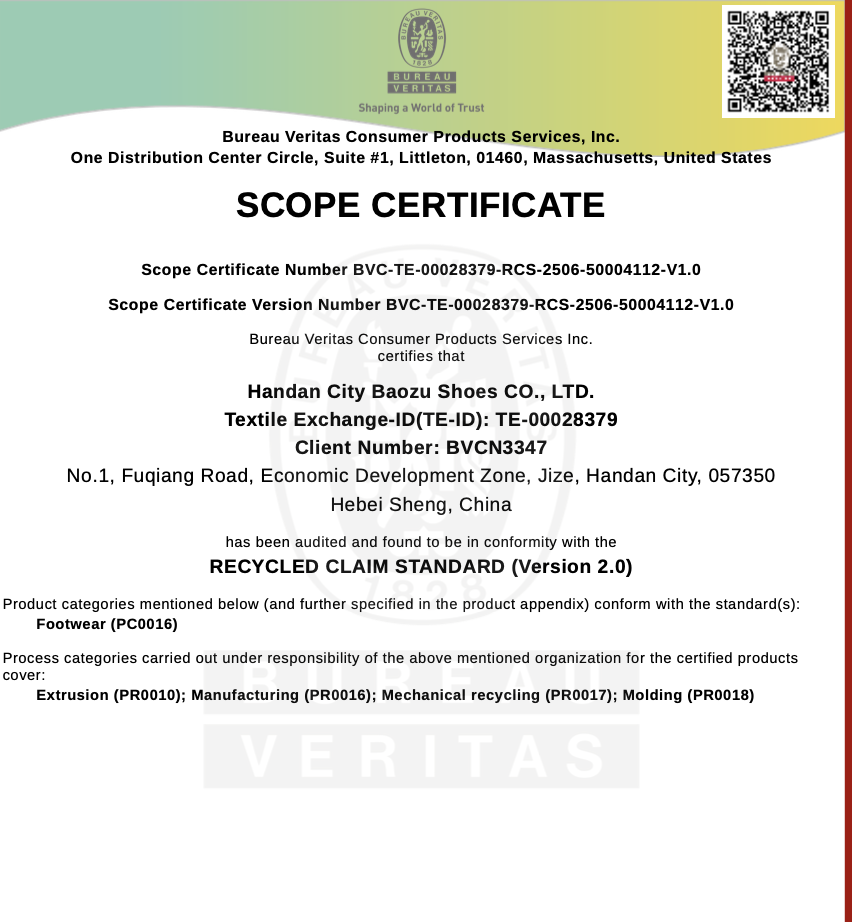 BUREAU VERITAS
1828
BUREAU
VERITAS
Shaping a World of Trust
Bureau Veritas Consumer Products Services, Inc.
One Distribution Center Circle, Suite #1, Littleton, 01460, Massachusetts, United States
SCOPE CERTIFICATE
Scope Certificate Number BVC-TE-00028379-RCS-2506-50004112-V1.0
Scope Certificate Version Number BVC-TE-00028379-RCS-2506-50004112-V1.0
Bureau Veritas Consumer Products Services Inc.
certifies that
Handan City Baozu Shoes CO., LTD.
Textile Exchange-ID(TE-ID): TE-00028379
Client Number: BVCN3347
No.1, Fuqiang Road, Economic Development Zone, Jize, Handan City, 057350
Hebei Sheng, China
has been audited and found to be in conformity with the
RECYCLED CLAIM STANDARD (Version 2.0)
Product categories mentioned below (and further specified in the product appendix) conform with the standard(s):
Footwear (PC0016)
Process categories carried out under responsibility of the above mentioned organization for the certified products
cover:
Extrusion (PR0010); Manufacturing (PR0016); Mechanical recycling (PR0017); Molding (PR0018)
BUREAU VERITAS
1828
BUREAU
VERITAS